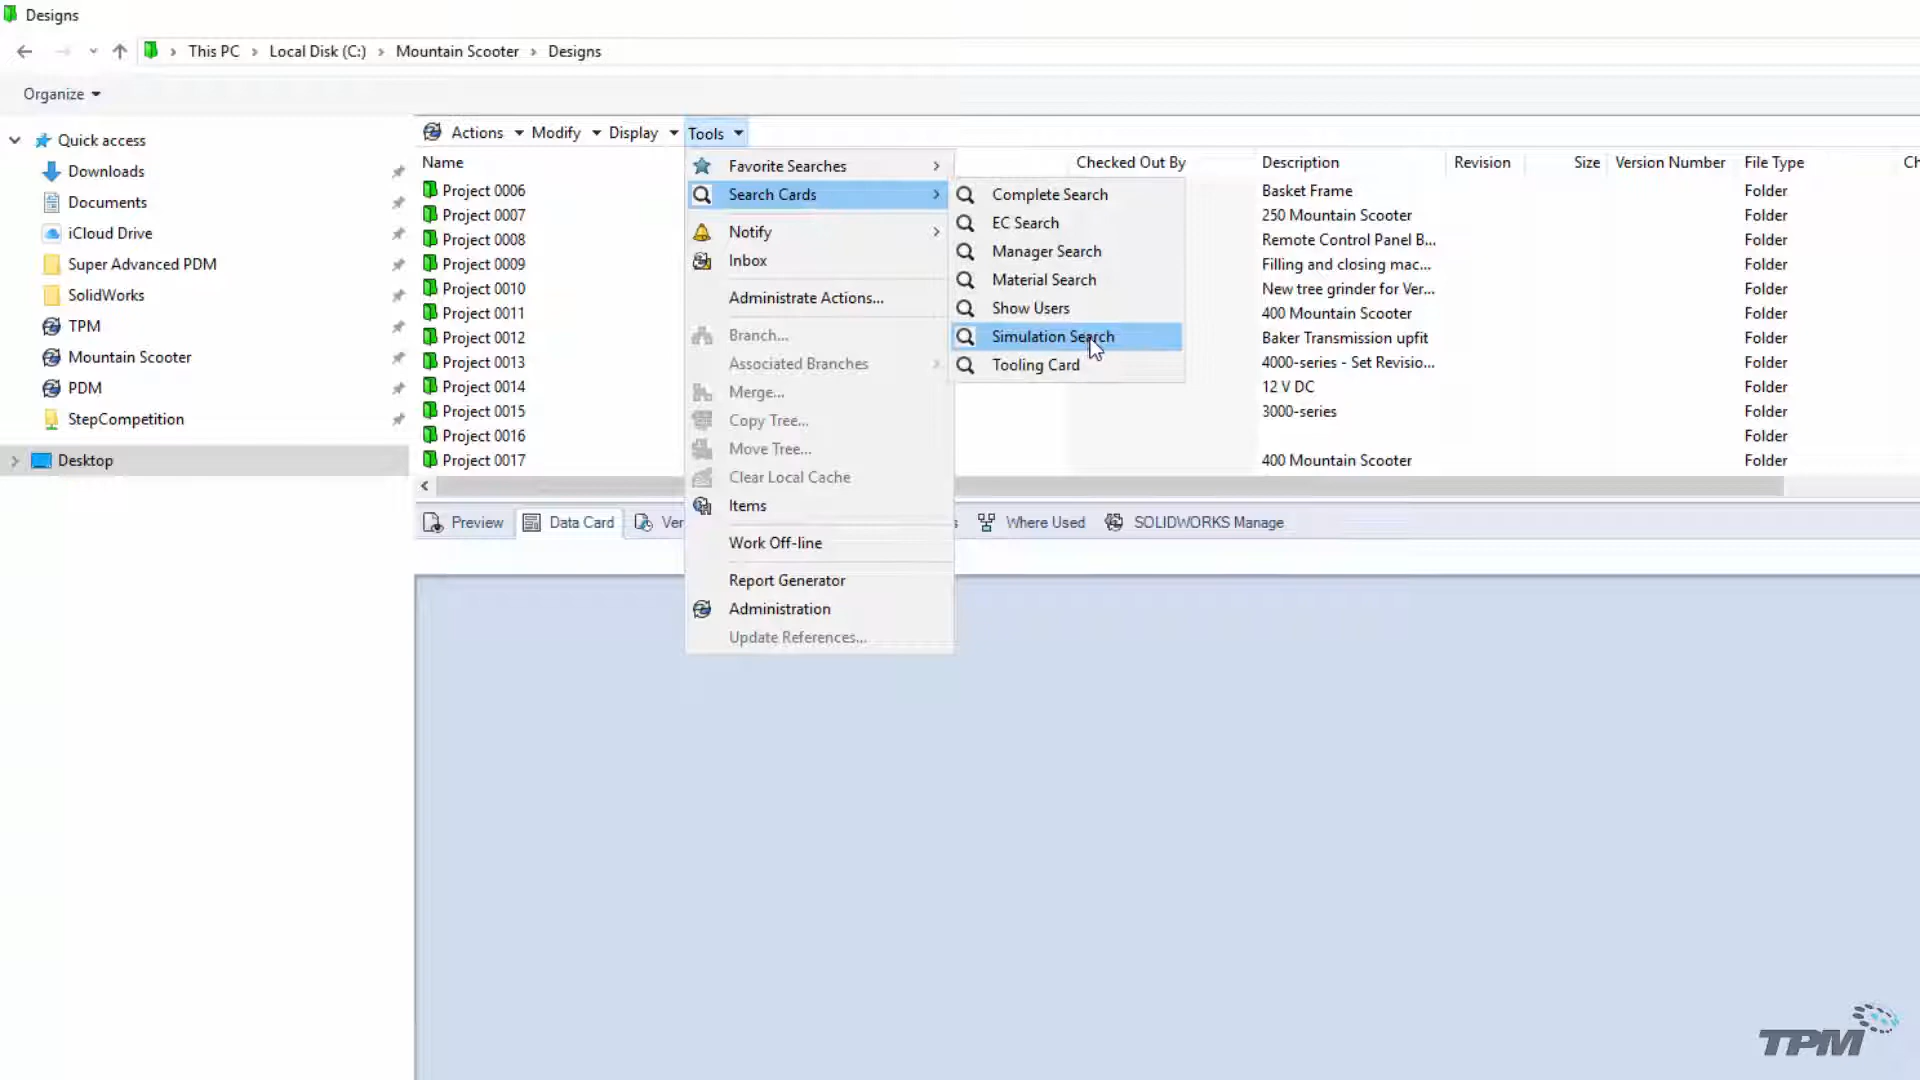 Designs
This PC > Local Disk (C:) > Mountain Scooter > Designs
Organize
Quick access
Downloads
Documents
iCloud Drive
Super Advanced PDM
SolidWorks
TPM
Mountain Scooter
PDM
StepCompetition
Desktop
Actions Modify Display Tools
Name Checked Out By Description Revision Size Version Number File Type Ch
Project 0006 Basket Frame Folder
Project 0007 250 Mountain Scooter Folder
Project 0008 Remote Control Panel B... Folder
Project 0009 Filling and closing mac... Folder
Project 0010 New tree grinder for Ver... Folder
Project 0011 400 Mountain Scooter Folder
Project 0012 Baker Transmission upfit Folder
Project 0013 4000-series - Set Revisio... Folder
Project 0014 12 V DC Folder
Project 0015 3000-series Folder
Project 0016 Folder
Project 0017 400 Mountain Scooter Folder
Favorite Searches
Search Cards
Notify
Inbox
Administrate Actions...
Branch...
Associated Branches
Merge...
Copy Tree...
Move Tree...
Clear Local Cache
Items
Work Off-line
Report Generator
Administration
Update References...
Complete Search
EC Search
Manager Search
Material Search
Show Users
Simulation Search
Tooling Card
Preview Data Card Ver s Where Used SOLIDWORKS Manage
TPM